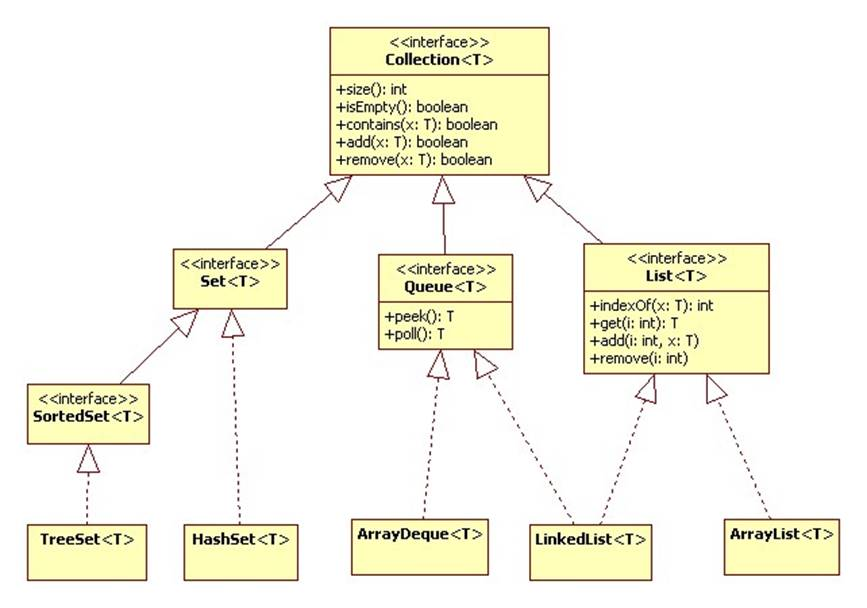 <<interface>>
Collection<T>
+size(): int
+isEmpty(): boolean
+contains(x: T): boolean
+add(x: T): boolean
+remove(x: T): boolean
<<interface>>
Set<T>
<<interface>>
Queue<T>
+peek(): T
+poll(): T
<<interface>>
List<T>
+indexOf(x: T): int
+get(i: int): T
+add(i: int, x: T)
+remove(i: int)
<<interface>>
SortedSet<T>
TreeSet<T>
HashSet<T>
ArrayDeque<T>
LinkedList<T>
ArrayList<T>